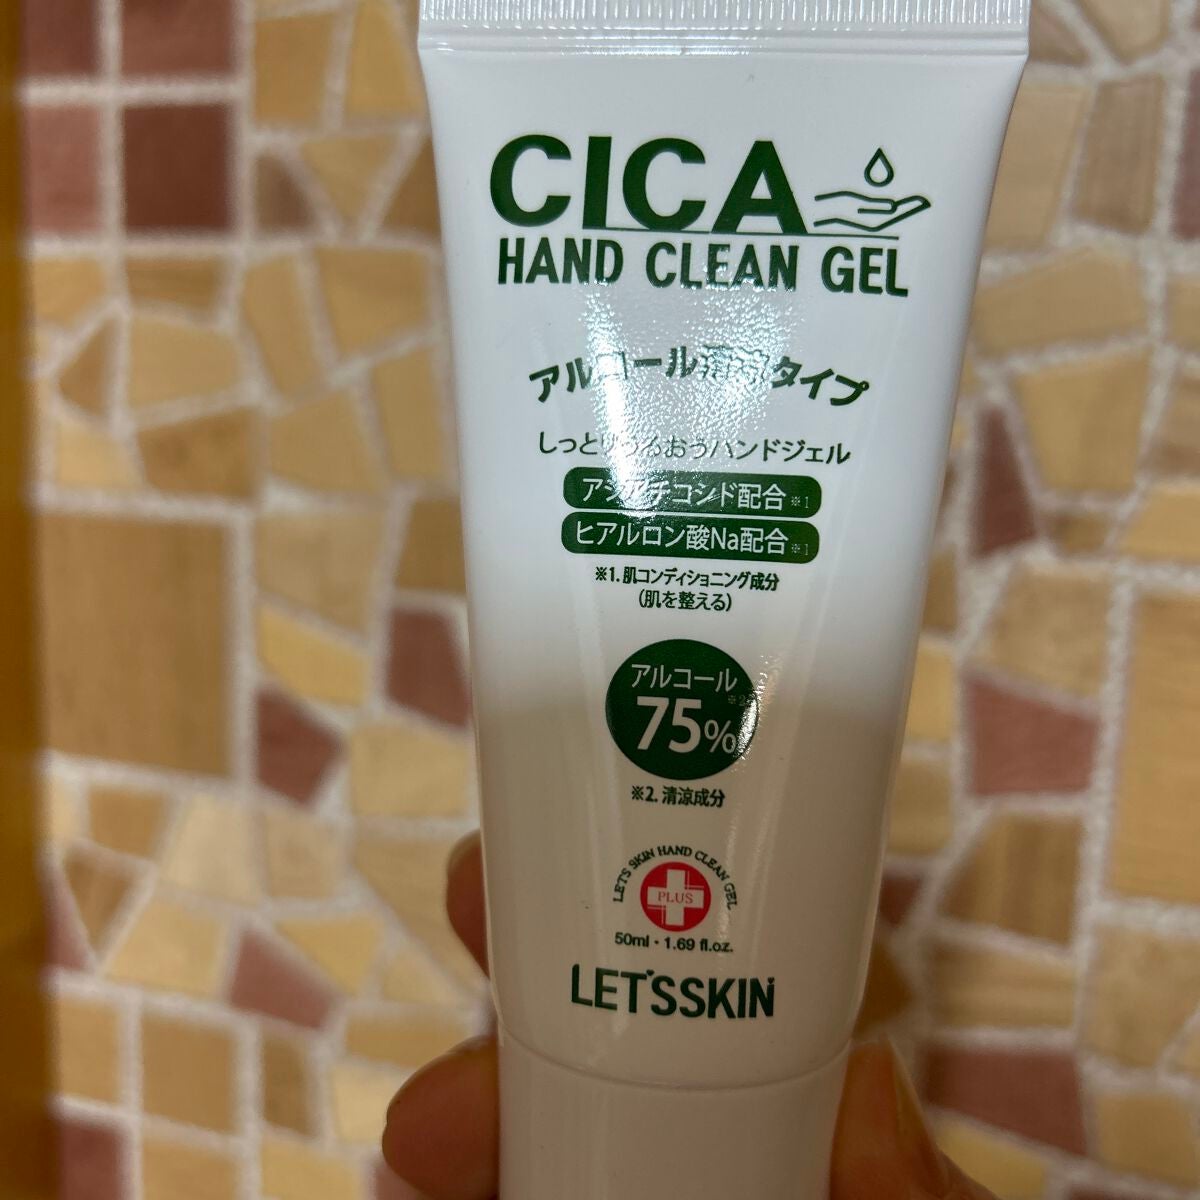 CICA
HAND CLEAN GEL
アルコール清涼タイプ
しっとりうるおうハンドジェル
アジアチコシド配合※1
ヒアルロン酸Na配合※1
※1. 肌コンディショニング成分
(肌を整える)
アルコール
75%※2
※2. 清涼成分
LET'S SKIN HAND CLEAN GEL
PLUS
50ml・1.69 fl.oz.
LET'SSKIN